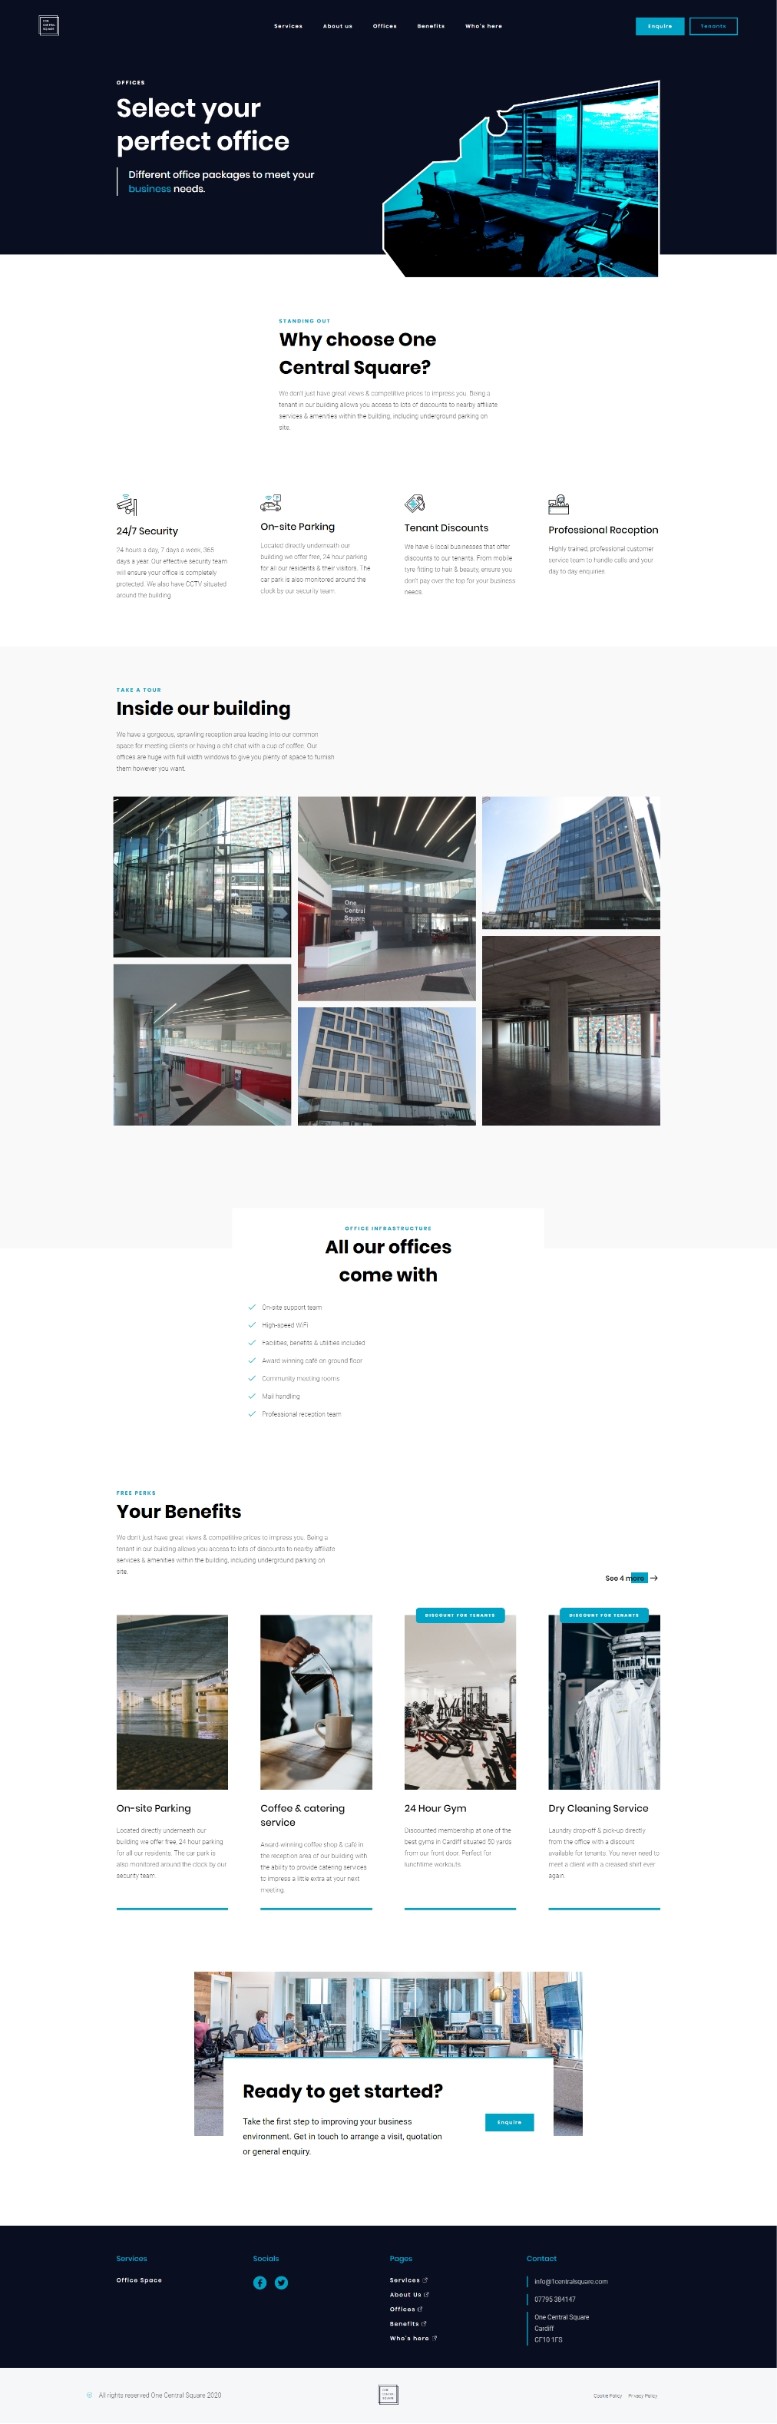 ONE
CENTRAL
SQUARE
Services About us Offices Benefits Who's here
Enquire Tenants
OFFICES
Select your
perfect office
Different office packages to meet your
business needs.
STANDING OUT
Why choose One
Central Square?
We don't just have great views & competitive prices to impress you. Being a
tenant in our building allows you access to lots of discounts to nearby affiliate
services & amenities within the building, including underground parking on
site.
24/7 Security
24 hours a day, 7 days a week, 365
days a year. Our effective security team
will ensure your office is completely
protected. We also have CCTV situated
around the building.
On-site Parking
Located directly underneath our
building we offer free, 24 hour parking
for all our residents & their visitors. The
car park is also monitored around the
clock by our security team.
Tenant Discounts
We have 6 local businesses that offer
discounts to our tenants. From mobile
tyre fitting to hair & beauty, ensure you
don't pay over the top for your business
needs.
Professional Reception
Highly trained, professional customer
service team to handle calls and your
day to day enquiries.
TAKE A TOUR
Inside our building
We have a gorgeous, sprawling reception area leading into our common
space for meeting clients or having a chit chat with a cup of coffee. Our
offices are huge with full width windows to give you plenty of space to furnish
them however you want.
One
Central
Square
OFFICE INFRASTRUCTURE
All our offices
come with
On-site support team
High-speed WiFi
Facilities, benefits & utilities included
Award winning café on ground floor
Community meeting rooms
Mail handling
Professional reception team
FREE PERKS
Your Benefits
We don't just have great views & competitive prices to impress you. Being a
tenant in our building allows you access to lots of discounts to nearby affiliate
services & amenities within the building, including underground parking on
site.
See 4 more
DISCOUNT FOR TENANTS
DISCOUNT FOR TENANTS
On-site Parking
Located directly underneath our
building we offer free, 24 hour parking
for all our residents. The car park is
also monitored around the clock by our
security team.
Coffee & catering
service
Award-winning coffee shop & café in
the reception area of our building with
the ability to provide catering services
to impress a little extra at your next
meeting.
24 Hour Gym
Discounted membership at one of the
best gyms in Cardiff situated 50 yards
from our front door. Perfect for
lunchtime workouts.
Dry Cleaning Service
Laundry drop-off & pick-up directly
from the office with a discount
available for tenants. You never need to
meet a client with a creased shirt ever
again.
Ready to get started?
Take the first step to improving your business
environment. Get in touch to arrange a visit, quotation
or general enquiry.
Enquire
Services
Office Space
Socials
Pages
Services
About Us
Offices
Benefits
Who's here
Contact
info@1centralsquare.com
07795 384147
One Central Square
Cardiff
CF10 1FS
All rights reserved One Central Square 2020
ONE
CENTRAL
SQUARE
Cookie Policy Privacy Policy